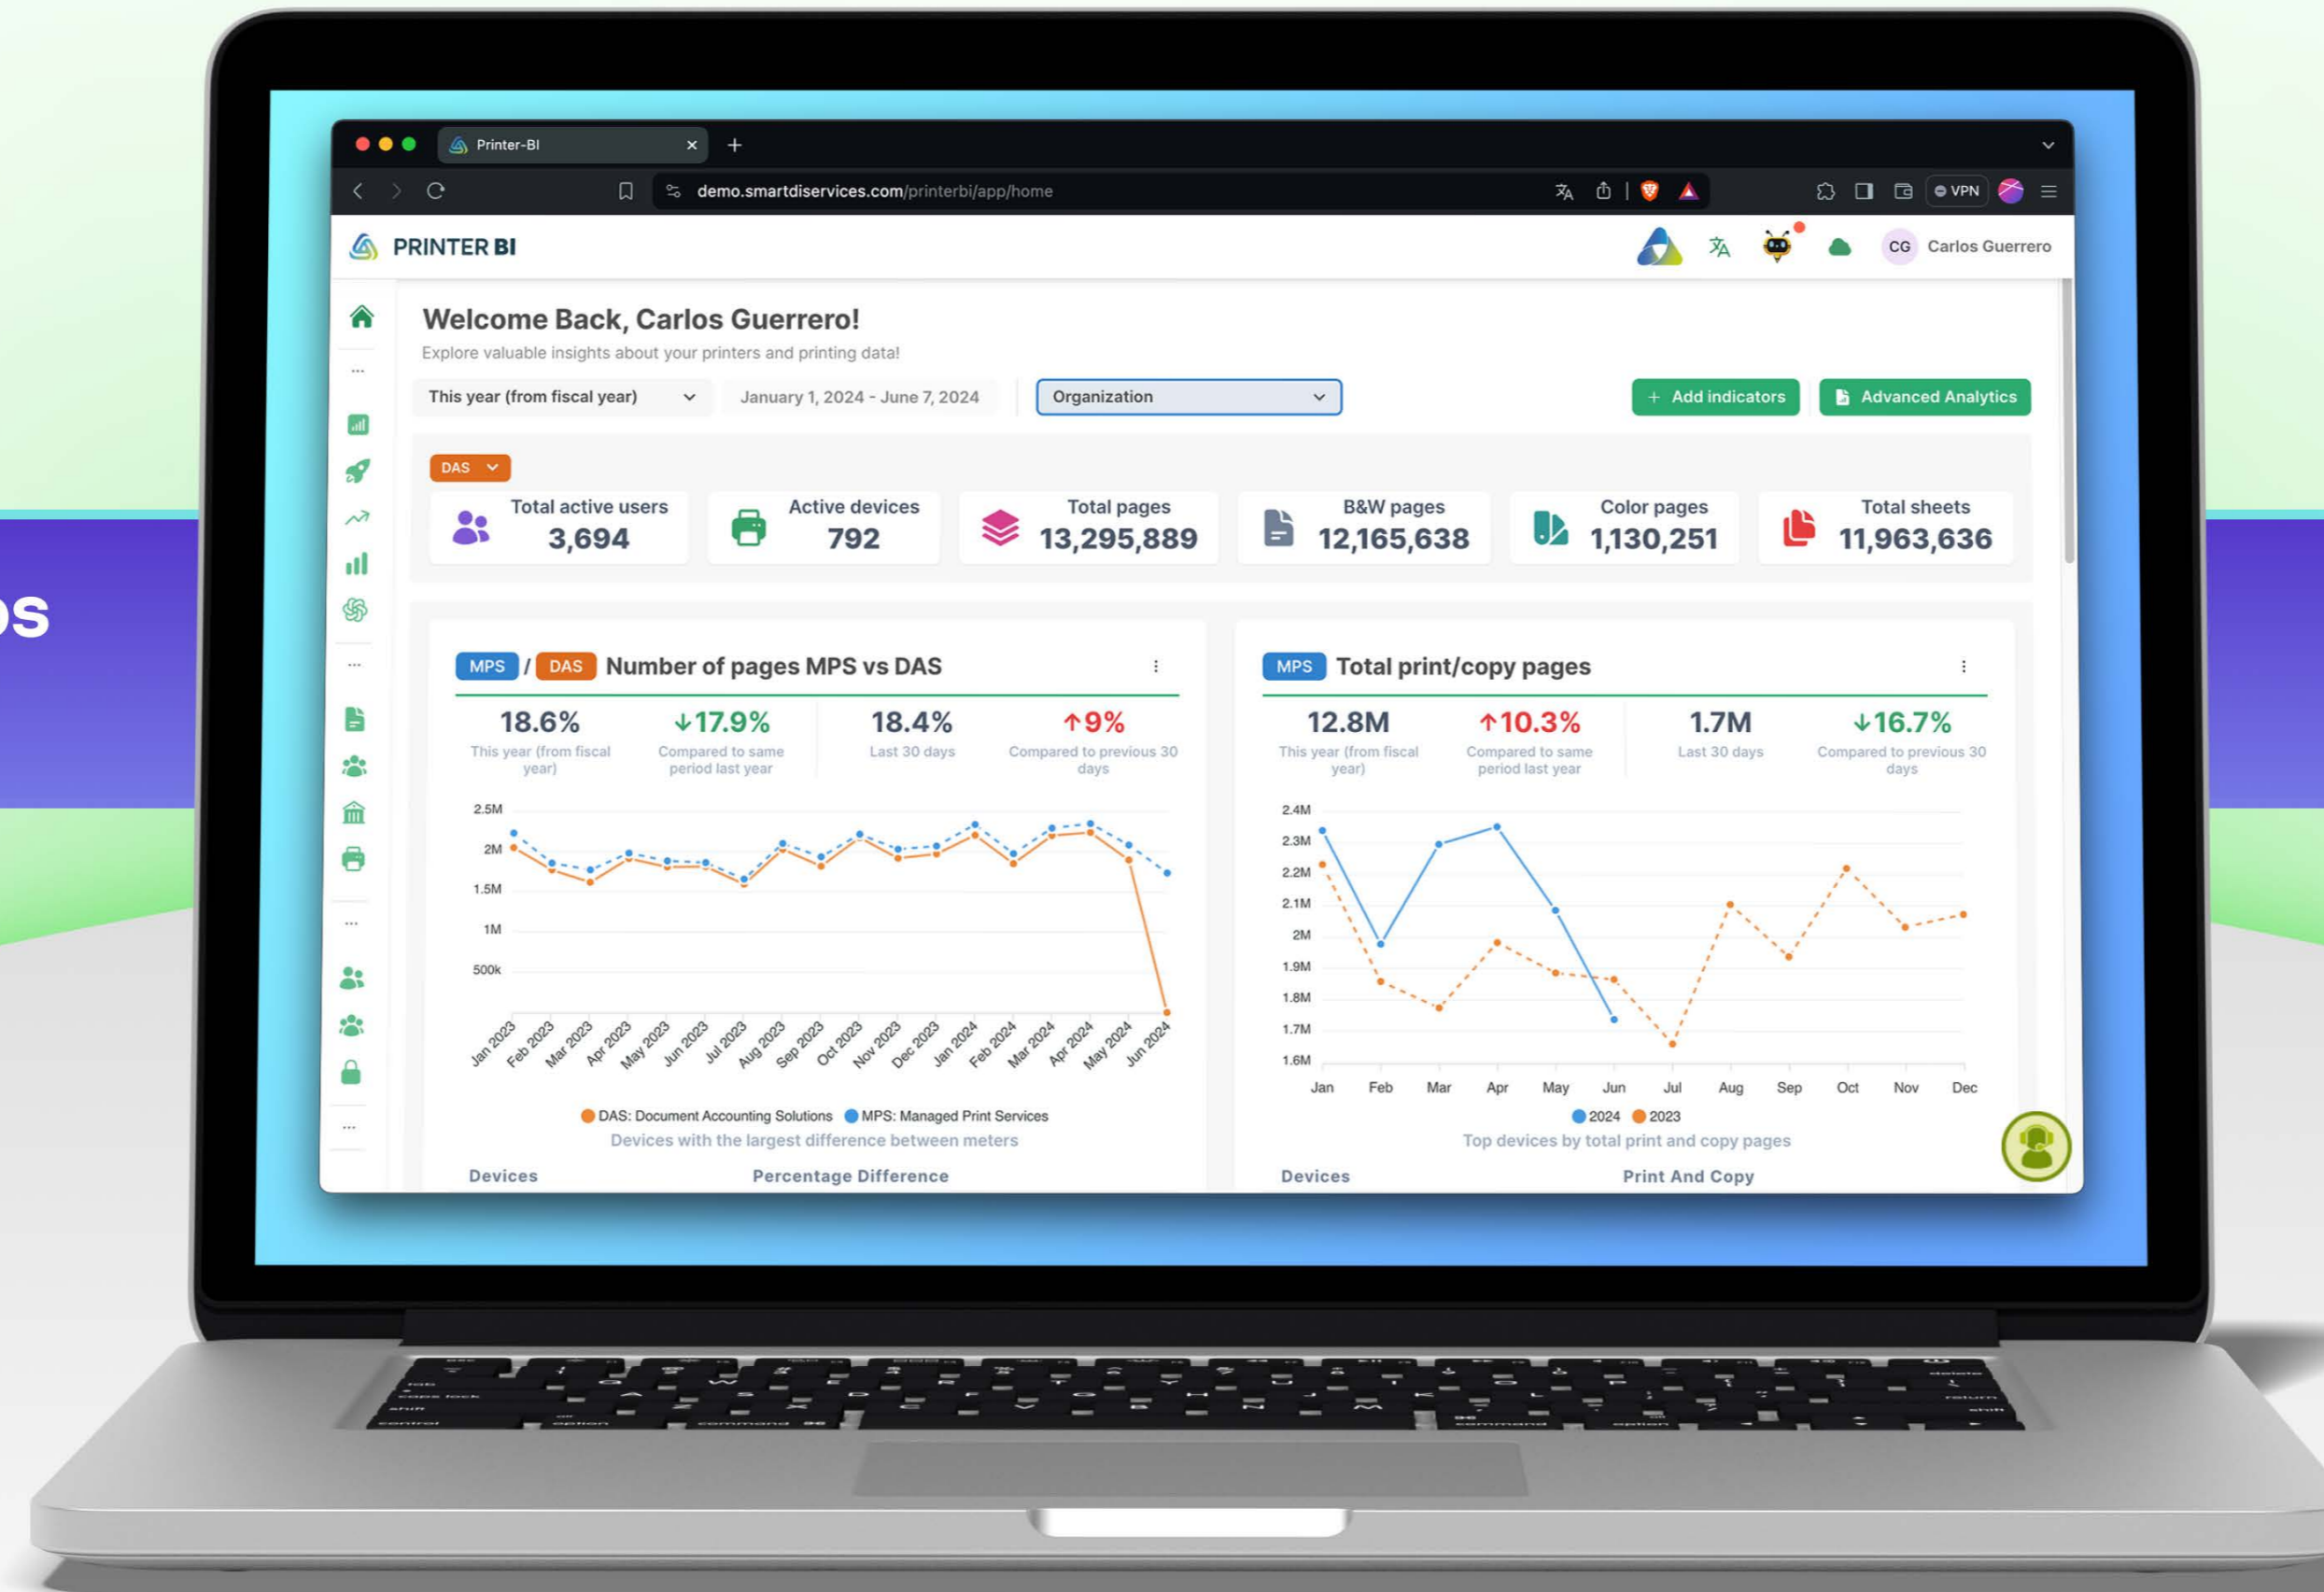 Printer-BI
demo.smartdiservices.com/printerbi/app/home
VPN
PRINTER BI
CG Carlos Guerrero
Welcome Back, Carlos Guerrero!
Explore valuable insights about your printers and printing data!
This year (from fiscal year)
January 1, 2024 - June 7, 2024
Organization
+ Add indicators
Advanced Analytics
DAS
Total active users
3,694
Active devices
792
Total pages
13,295,889
B&W pages
12,165,638
Color pages
1,130,251
Total sheets
11,963,636
os
MPS / DAS Number of pages MPS vs DAS
18.6%
This year (from fiscal
year)
↓17.9%
Compared to same
period last year
18.4%
Last 30 days
↑9%
Compared to previous 30
days
2.5M
2M
1.5M
1M
500k
Jan 2023
Feb 2023
Mar 2023
Apr 2023
May 2023
Jun 2023
Jul 2023
Aug 2023
Sep 2023
Oct 2023
Nov 2023
Dec 2023
Jan 2024
Feb 2024
Mar 2024
Apr 2024
May 2024
Jun 2024
DAS: Document Accounting Solutions MPS: Managed Print Services
Devices with the largest difference between meters
Devices Percentage Difference
MPS Total print/copy pages
12.8M
This year (from fiscal
year)
↑10.3%
Compared to same
period last year
1.7M
Last 30 days
↓16.7%
Compared to previous 30
days
2.4M
2.3M
2.2M
2.1M
2M
1.9M
1.8M
1.7M
1.6M
Jan Feb Mar Apr May Jun Jul Aug Sep Oct Nov Dec
2024 2023
Top devices by total print and copy pages
Devices Print And Copy
caps lock
shift
control
option
command
command
option
delete
return
shift